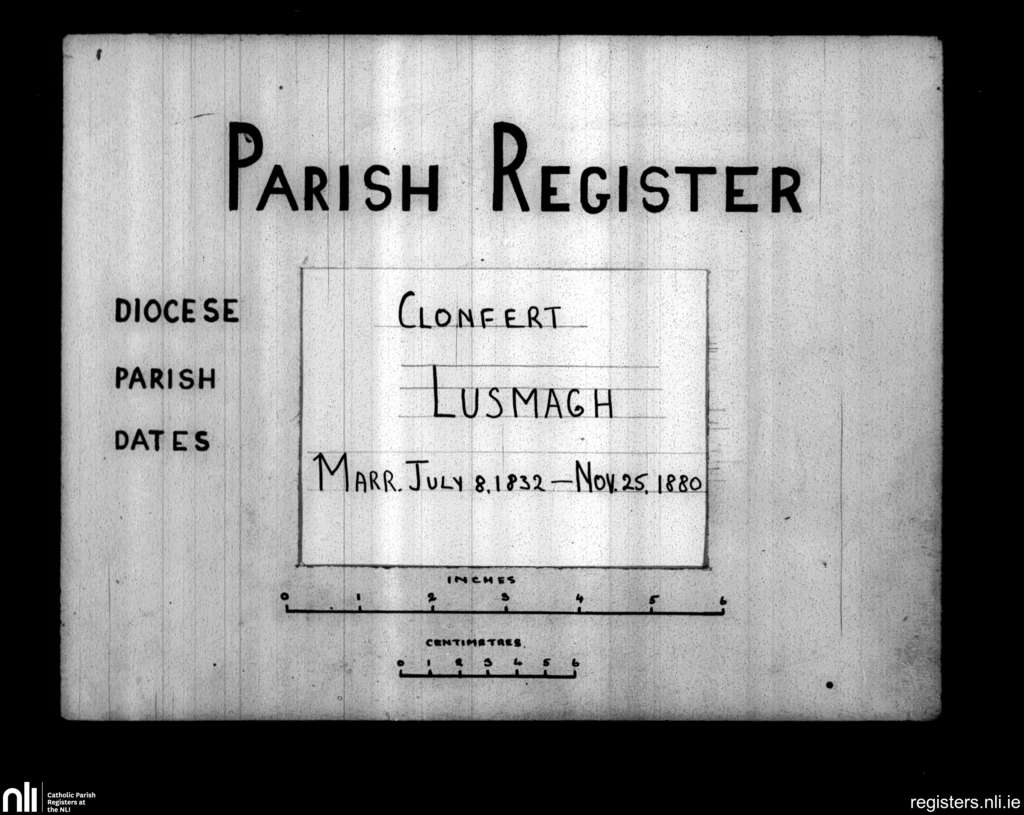 PARISH REGISTER
DIOCESE CLONFERT
PARISH LUSMAGH
DATES MARR. JULY 8, 1832 — NOV. 25, 1880
INCHES
0 1 2 3 4 5 6
CENTIMETRES
0 1 2 3 4 5 6
nli Catholic Parish
Registers at
the NLI
registers.nli.ie